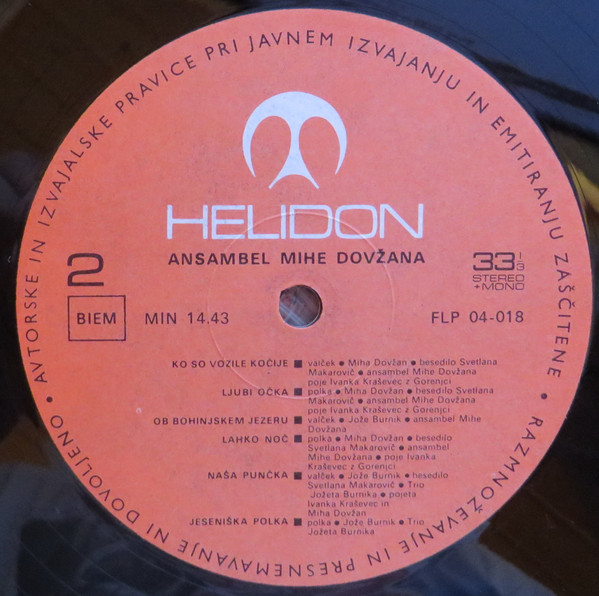 AVTORSKE IN IZVAJALSKE PRAVICE PRI JAVNEM IZVAJANJU IN EMITIRANJU ZAŠČITENE • RAZMNOŽEVANJE IN PRESNEMAVANJE NI DOVOLJENO •
HELIDON
ANSAMBEL MIHE DOVŽANA
2
33 1/3
STEREO
+MONO
BIEM
MIN 14.43
FLP 04-018
KO SO VOZILE KOČIJE ■ valček ● Miha Dovžan ● besedilo Svetlana
Makarovič ● ansambel Mihe Dovžana
poje Ivanka Kraševec z Gorenjci
LJUBI OČKA ■ polka ● Miha Dovžan ● besedilo Svetlana
Makarovič ● ansambel Mihe Dovžana
poje Ivanka Kraševec z Gorenjci
OB BOHINJSKEM JEZERU ■ valček ● Jože Burnik ● ansambel Mihe
Dovžana
LAHKO NOČ ■ polka ● Miha Dovžan ● besedilo
Svetlana Makarovič ● ansambel
Mihe Dovžana ● poje Ivanka
Kraševec z Gorenjci
NAŠA PUNČKA ■ valček ● Jože Burnik ● besedilo
Svetlana Makarovič ● Trio
Jožeta Burnika ● pojeta
Ivanka Kraševec in
Miha Dovžan
JESENIŠKA POLKA ■ polka ● Jože Burnik ● Trio
Jožeta Burnika